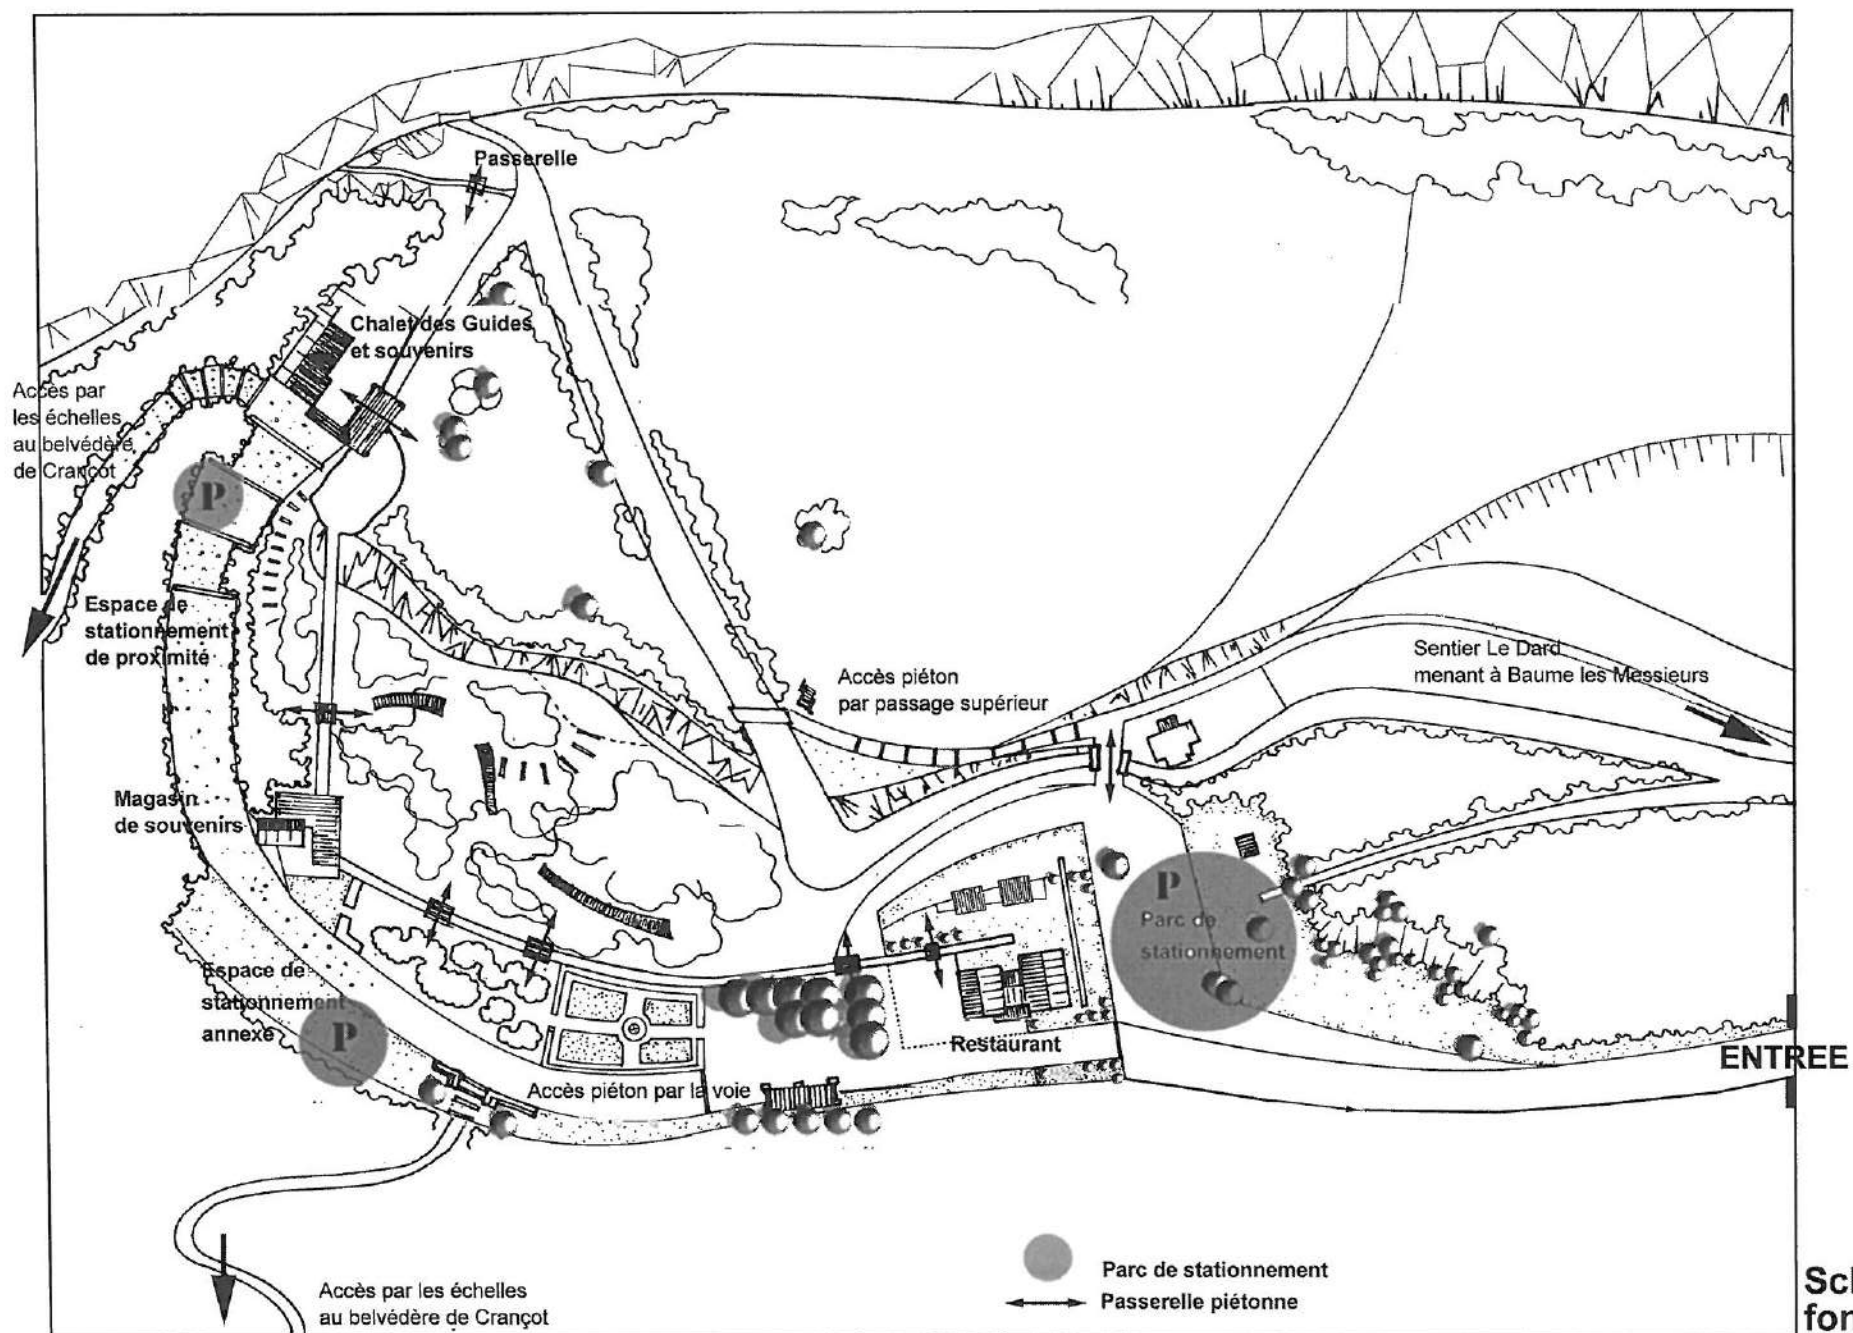 Passerelle
Chalet des Guides
et souvenirs
Accès par
les échelles
au belvédère
de Crançot
P
Espace de
stationnement
de proximité
Accès piéton
par passage supérieur
Sentier Le Dard
menant à Baume les Messieurs
Magasin
de souvenirs
P
Parc de
stationnement
Espace de
stationnement
annexe
P
Restaurant
ENTREE
Accès piéton par la voie
Accès par les échelles
au belvédère de Crançot
Parc de stationnement
Passerelle piétonne